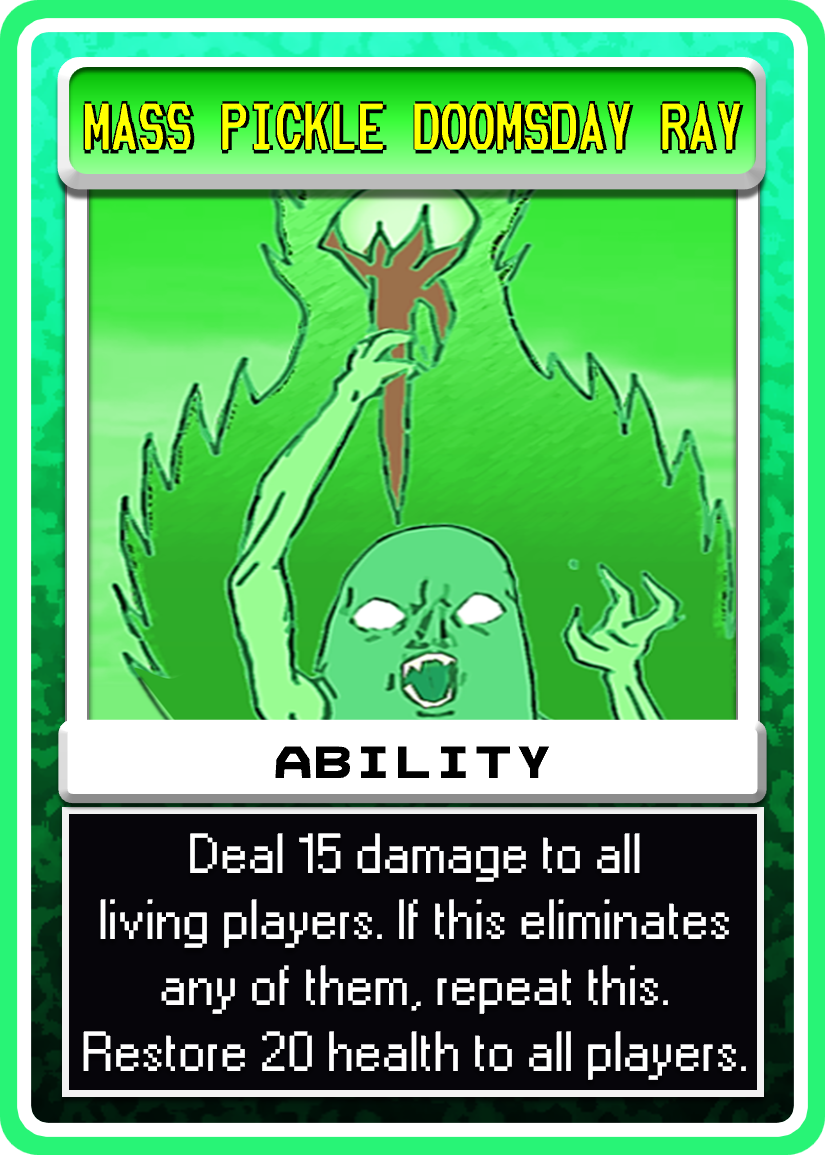 MASS PICKLE DOOMSDAY RAY
ABILITY
Deal 15 damage to all
living players. If this eliminates
any of them, repeat this.
Restore 20 health to all players.